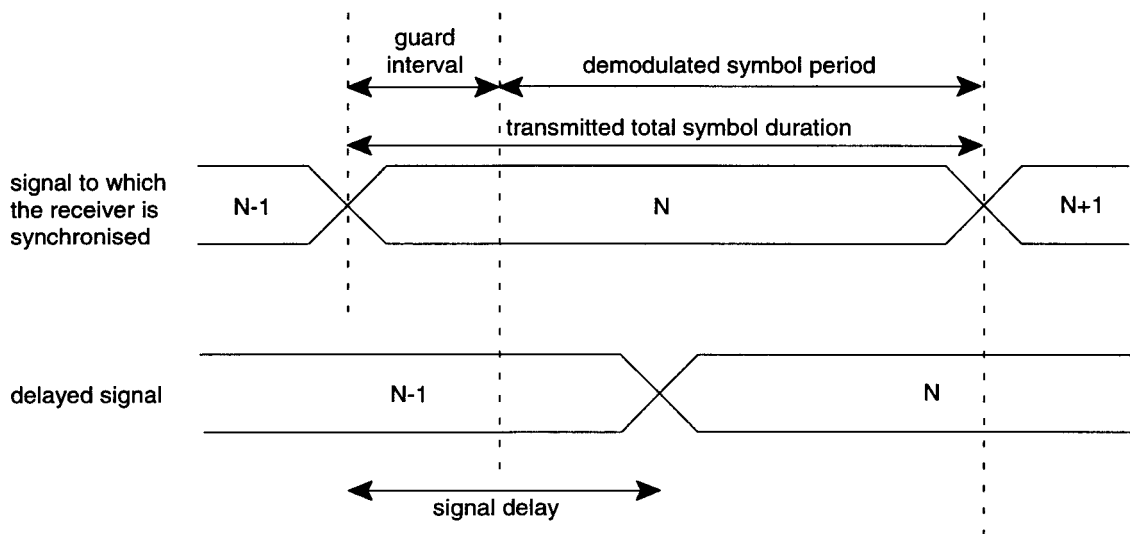 guard
interval
demodulated symbol period
transmitted total symbol duration
signal to which
the receiver is
synchronised
N-1
N
N+1
delayed signal
N-1
N
signal delay